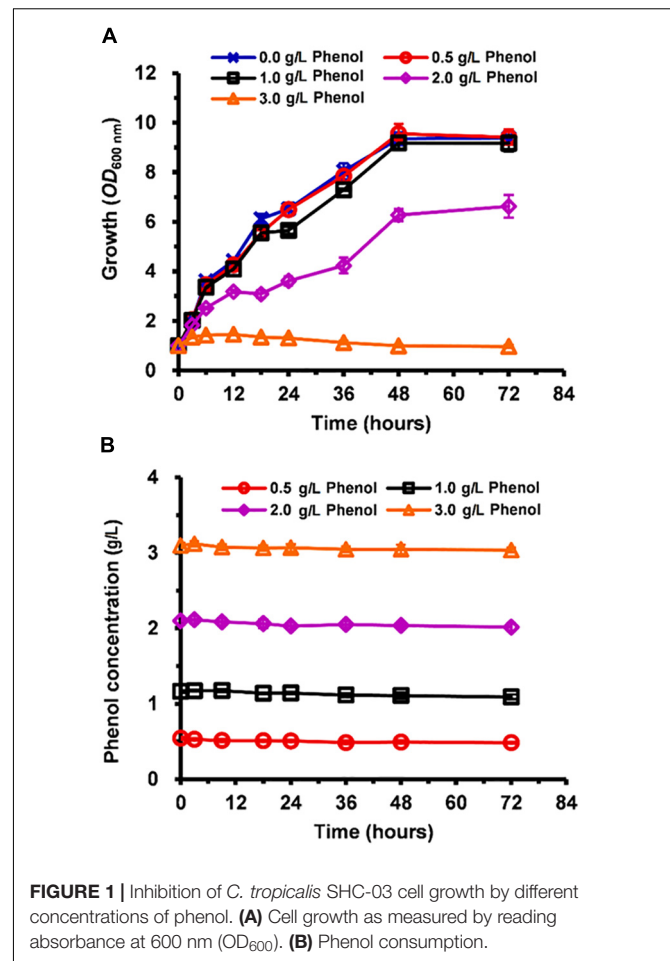 A
0.0 g/L Phenol 0.5 g/L Phenol
1.0 g/L Phenol 2.0 g/L Phenol
3.0 g/L Phenol
Growth (OD600 nm)
12
10
8
6
4
2
0
0 12 24 36 48 60 72 84
Time (hours)
B
0.5 g/L Phenol 1.0 g/L Phenol
2.0 g/L Phenol 3.0 g/L Phenol
Phenol concentration (g/L)
4
3
2
1
0
0 12 24 36 48 60 72 84
Time (hours)
FIGURE 1 | Inhibition of C. tropicalis SHC-03 cell growth by different
concentrations of phenol. (A) Cell growth as measured by reading
absorbance at 600 nm (OD600). (B) Phenol consumption.